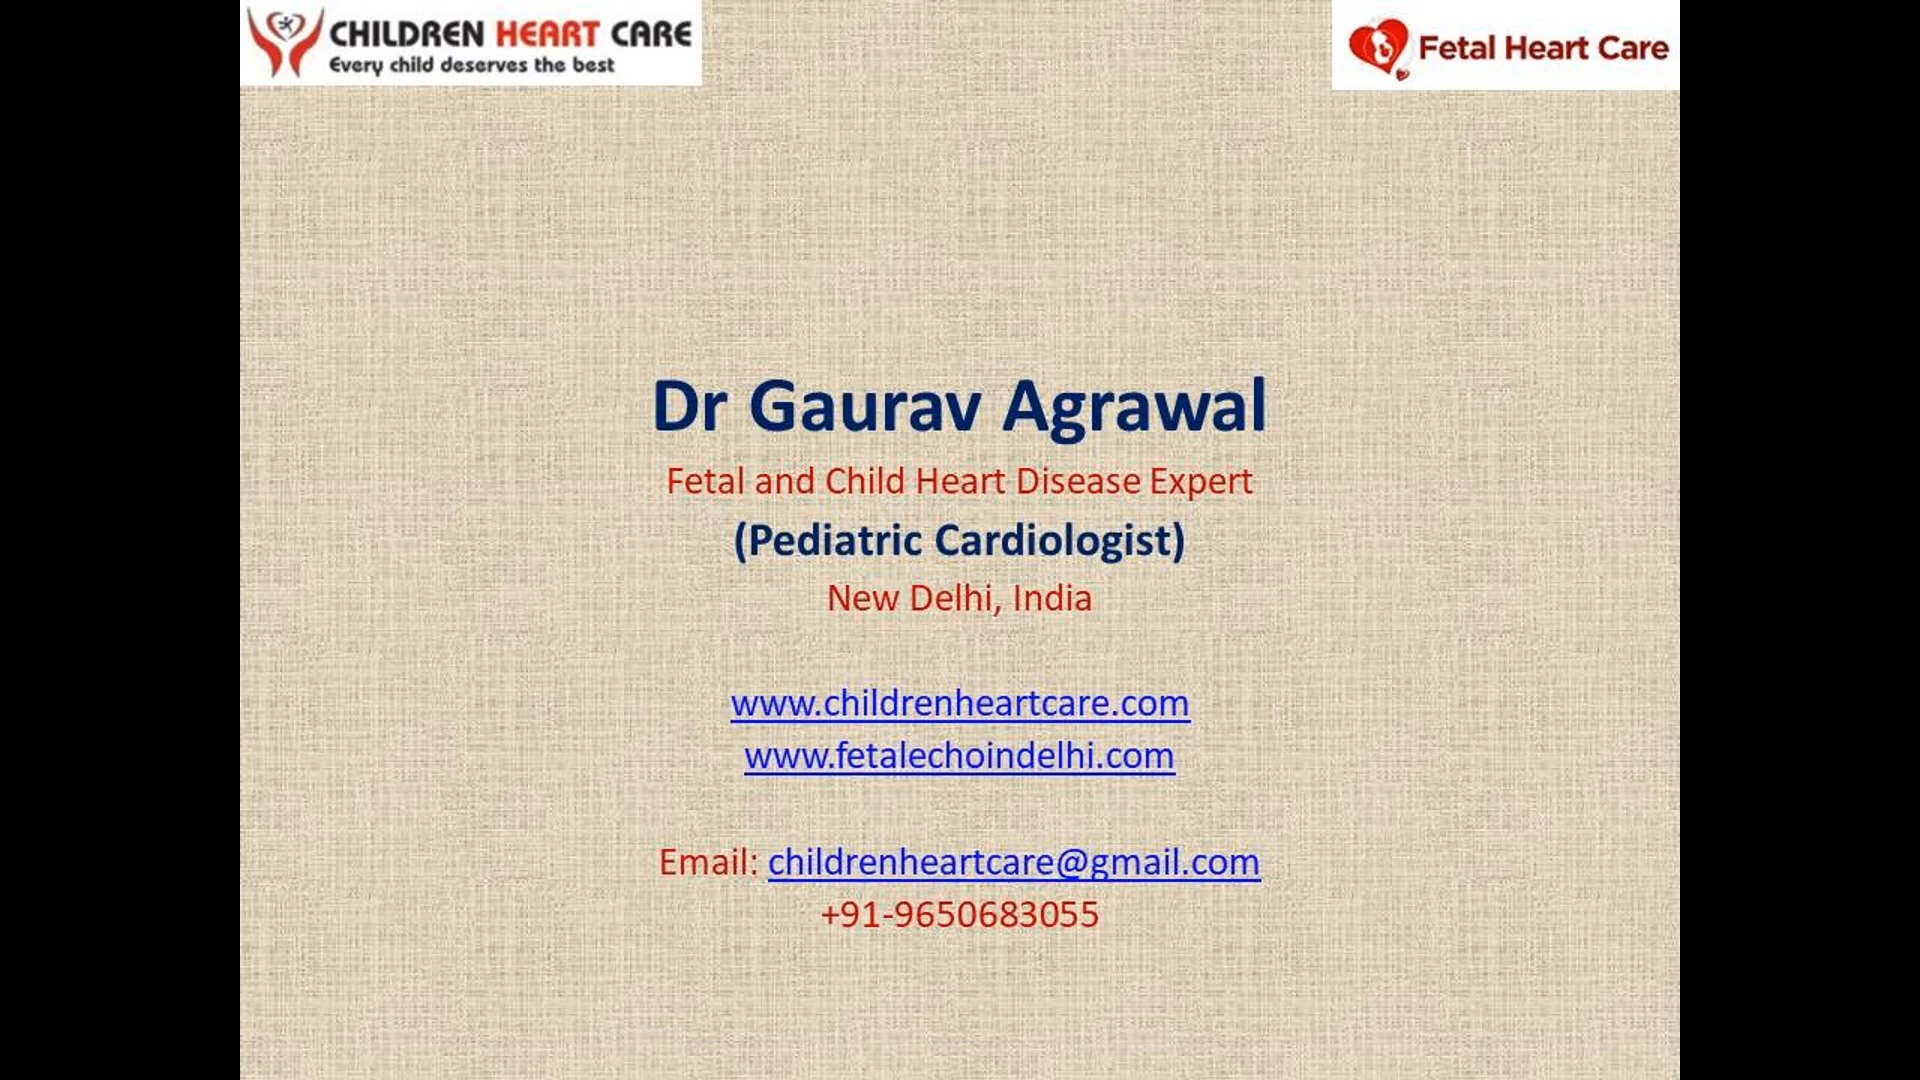 CHILDREN HEART CARE
Every child deserves the best
Fetal Heart Care
Dr Gaurav Agrawal
Fetal and Child Heart Disease Expert
(Pediatric Cardiologist)
New Delhi, India
www.childrenheartcare.com
www.fetalechoindelhi.com
Email: childrenheartcare@gmail.com
+91-9650683055